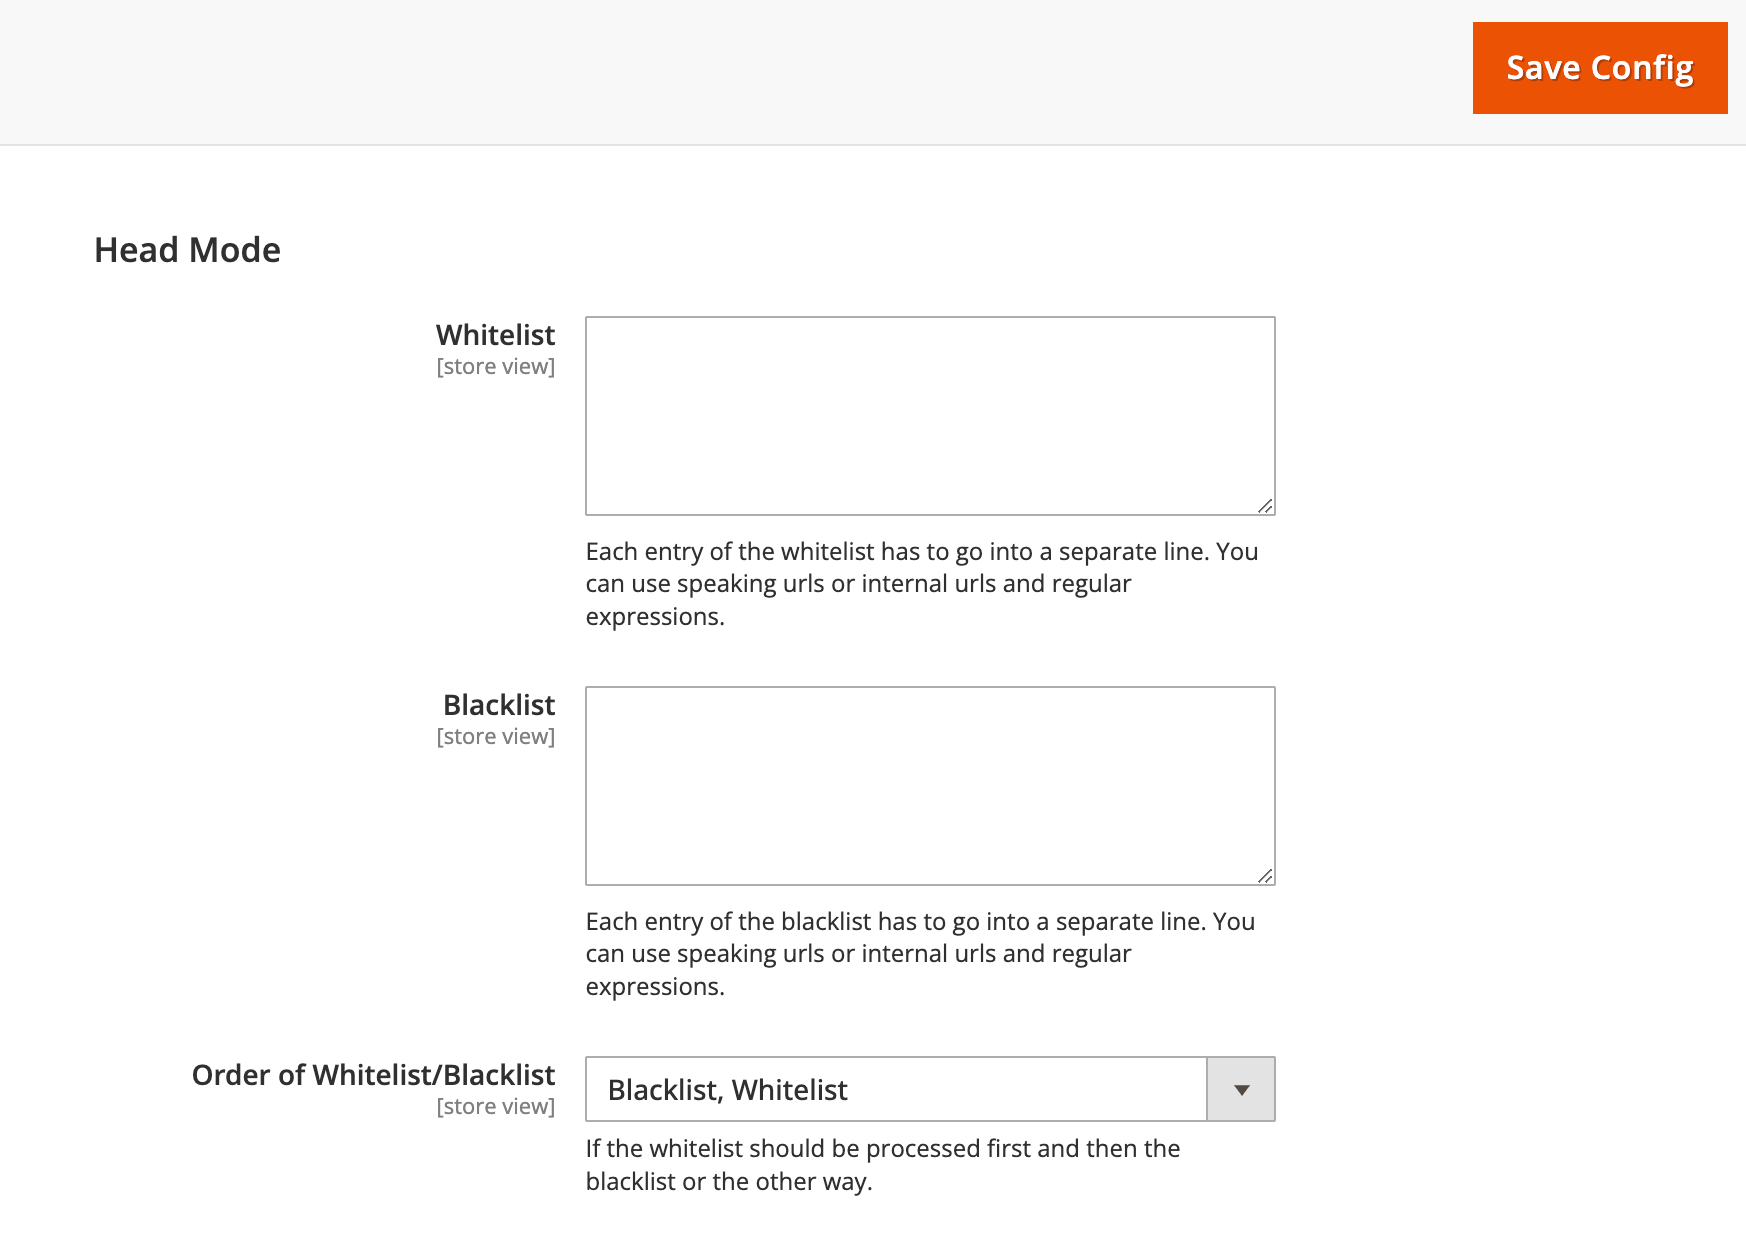 Save Config
Head Mode
Whitelist
[store view]
Each entry of the whitelist has to go into a separate line. You
can use speaking urls or internal urls and regular
expressions.
Blacklist
[store view]
Each entry of the blacklist has to go into a separate line. You
can use speaking urls or internal urls and regular
expressions.
Order of Whitelist/Blacklist
[store view]
Blacklist, Whitelist
If the whitelist should be processed first and then the
blacklist or the other way.